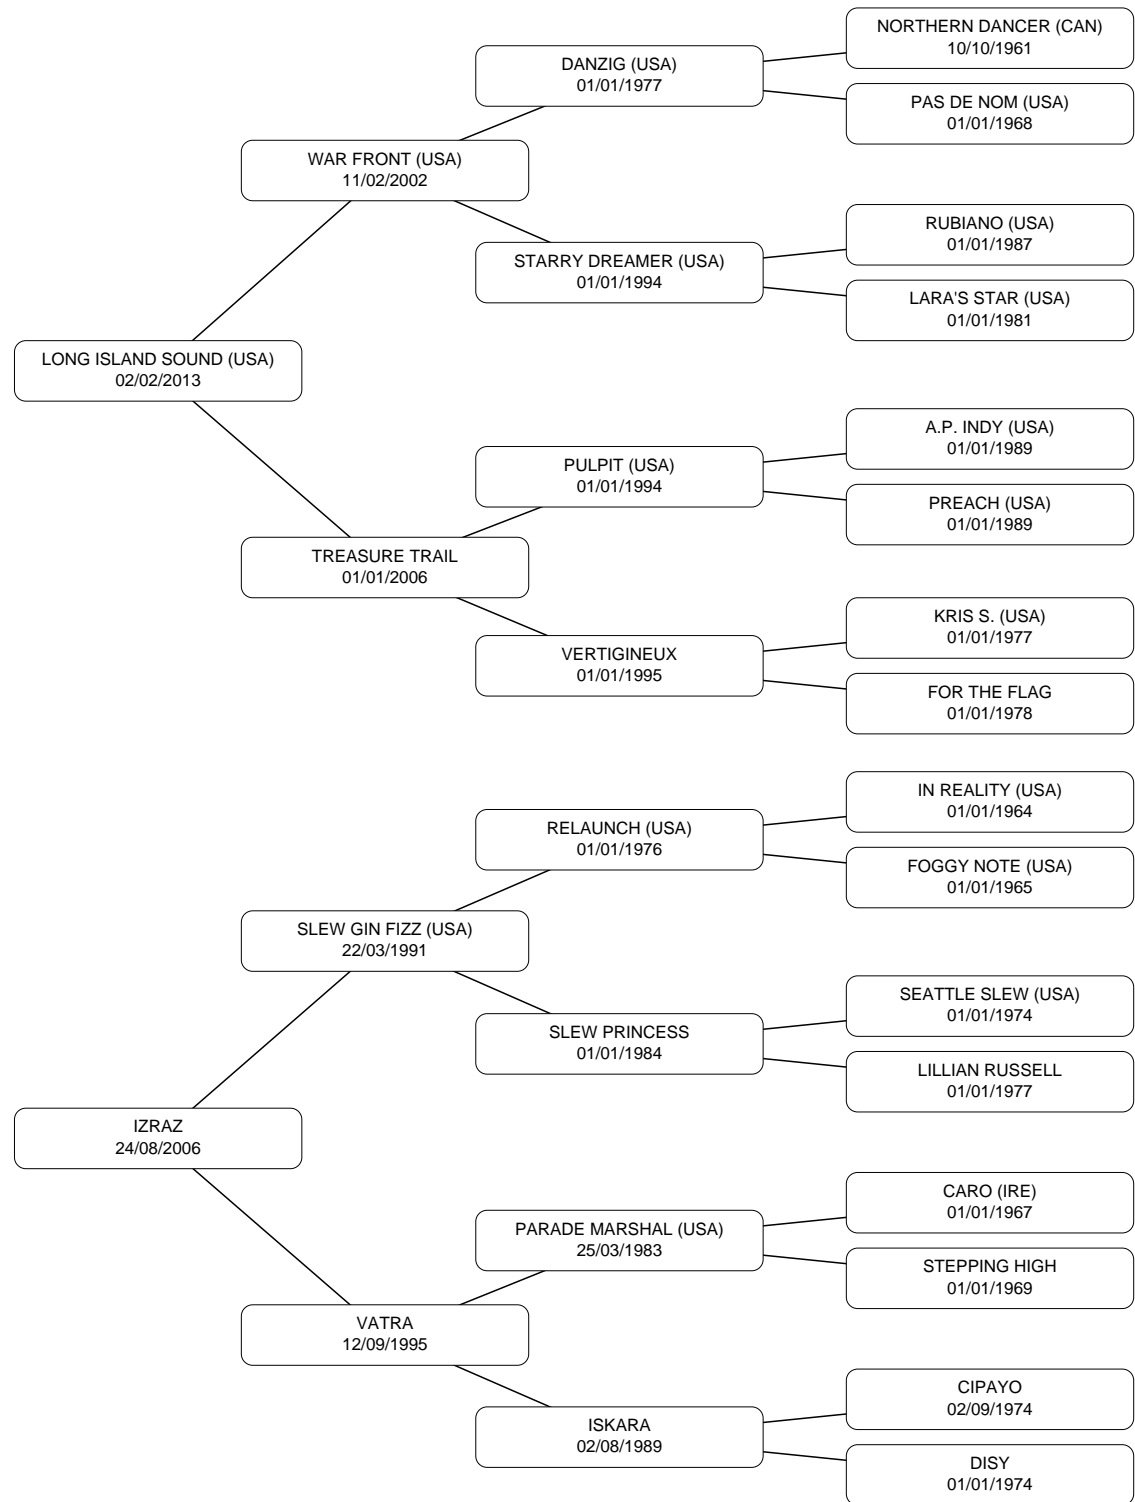 NORTHERN DANCER (CAN)
10/10/1961
DANZIG (USA)
01/01/1977
PAS DE NOM (USA)
01/01/1968
WAR FRONT (USA)
11/02/2002
RUBIANO (USA)
01/01/1987
STARRY DREAMER (USA)
01/01/1994
LARA'S STAR (USA)
01/01/1981
LONG ISLAND SOUND (USA)
02/02/2013
A.P. INDY (USA)
01/01/1989
PULPIT (USA)
01/01/1994
PREACH (USA)
01/01/1989
TREASURE TRAIL
01/01/2006
KRIS S. (USA)
01/01/1977
VERTIGINEUX
01/01/1995
FOR THE FLAG
01/01/1978
IN REALITY (USA)
01/01/1964
RELAUNCH (USA)
01/01/1976
FOGGY NOTE (USA)
01/01/1965
SLEW GIN FIZZ (USA)
22/03/1991
SEATTLE SLEW (USA)
01/01/1974
SLEW PRINCESS
01/01/1984
LILLIAN RUSSELL
01/01/1977
IZRAZ
24/08/2006
CARO (IRE)
01/01/1967
PARADE MARSHAL (USA)
25/03/1983
STEPPING HIGH
01/01/1969
VATRA
12/09/1995
CIPAYO
02/09/1974
ISKARA
02/08/1989
DISY
01/01/1974